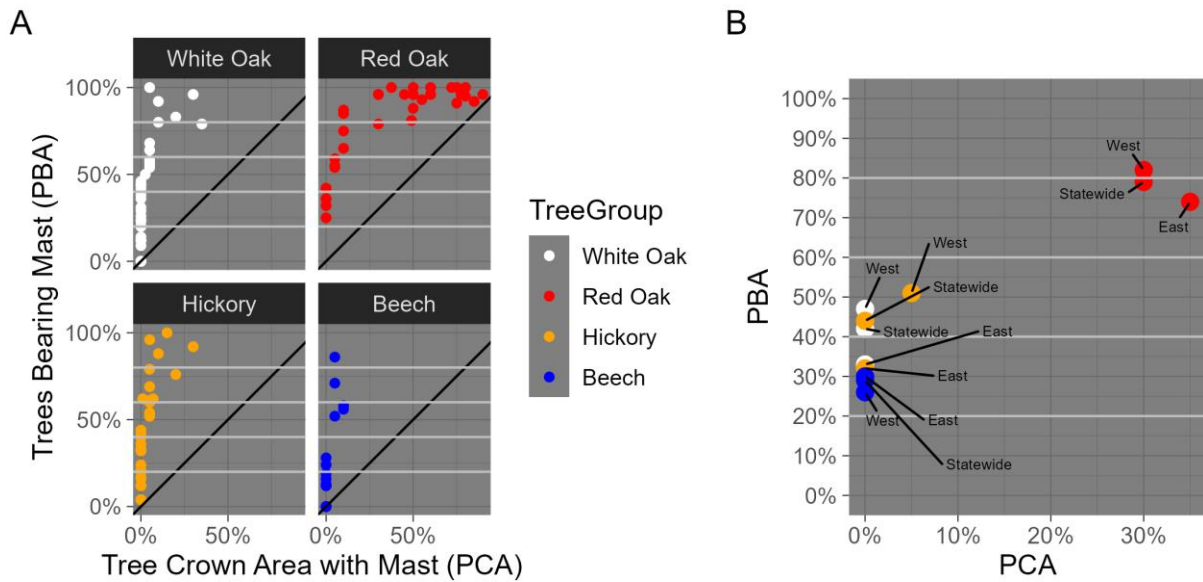 A
White Oak
Red Oak
100%
50%
0%
Trees Bearing Mast (PBA)
Hickory
Beech
100%
50%
0%
0%
50%
0%
50%
Tree Crown Area with Mast (PCA)
TreeGroup
White Oak
Red Oak
Hickory
Beech
B
100%
90%
80%
70%
60%
50%
40%
30%
20%
10%
0%
PBA
West
Statewide
East
West
West
Statewide
Statewide
East
East
East
West
Statewide
0%
10%
20%
30%
PCA